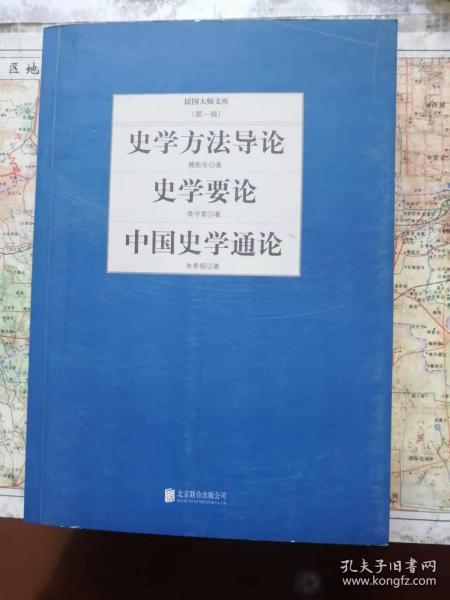 区地
民国大师文库
(第一辑)
史学方法导论
傅斯年◎著
史学要论
李守常◎著
中国史学通论
朱希祖◎著
北京联合出版公司
孔夫子旧书网
www.kongfz.com